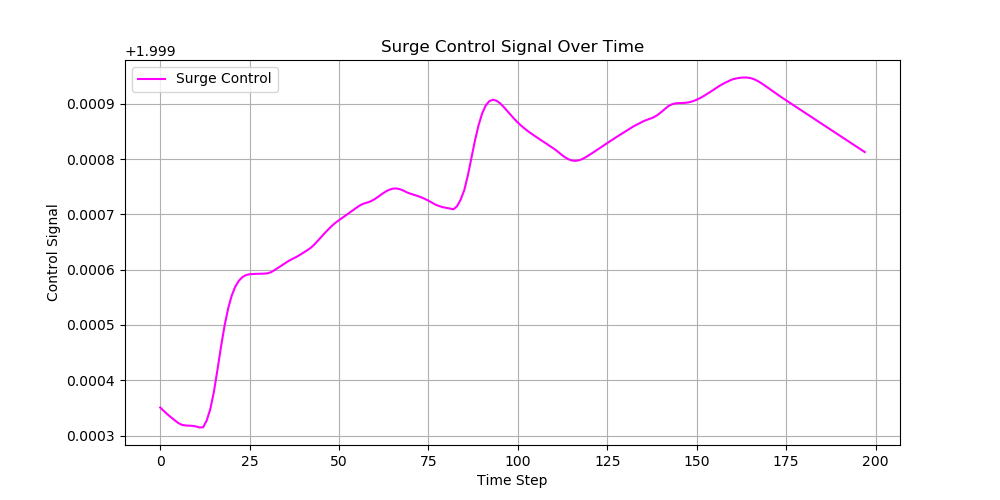 Surge Control Signal Over Time
+1.999
Surge Control
0.0009
0.0008
0.0007
0.0006
0.0005
0.0004
0.0003
Control Signal
0 25 50 75 100 125 150 175 200
Time Step